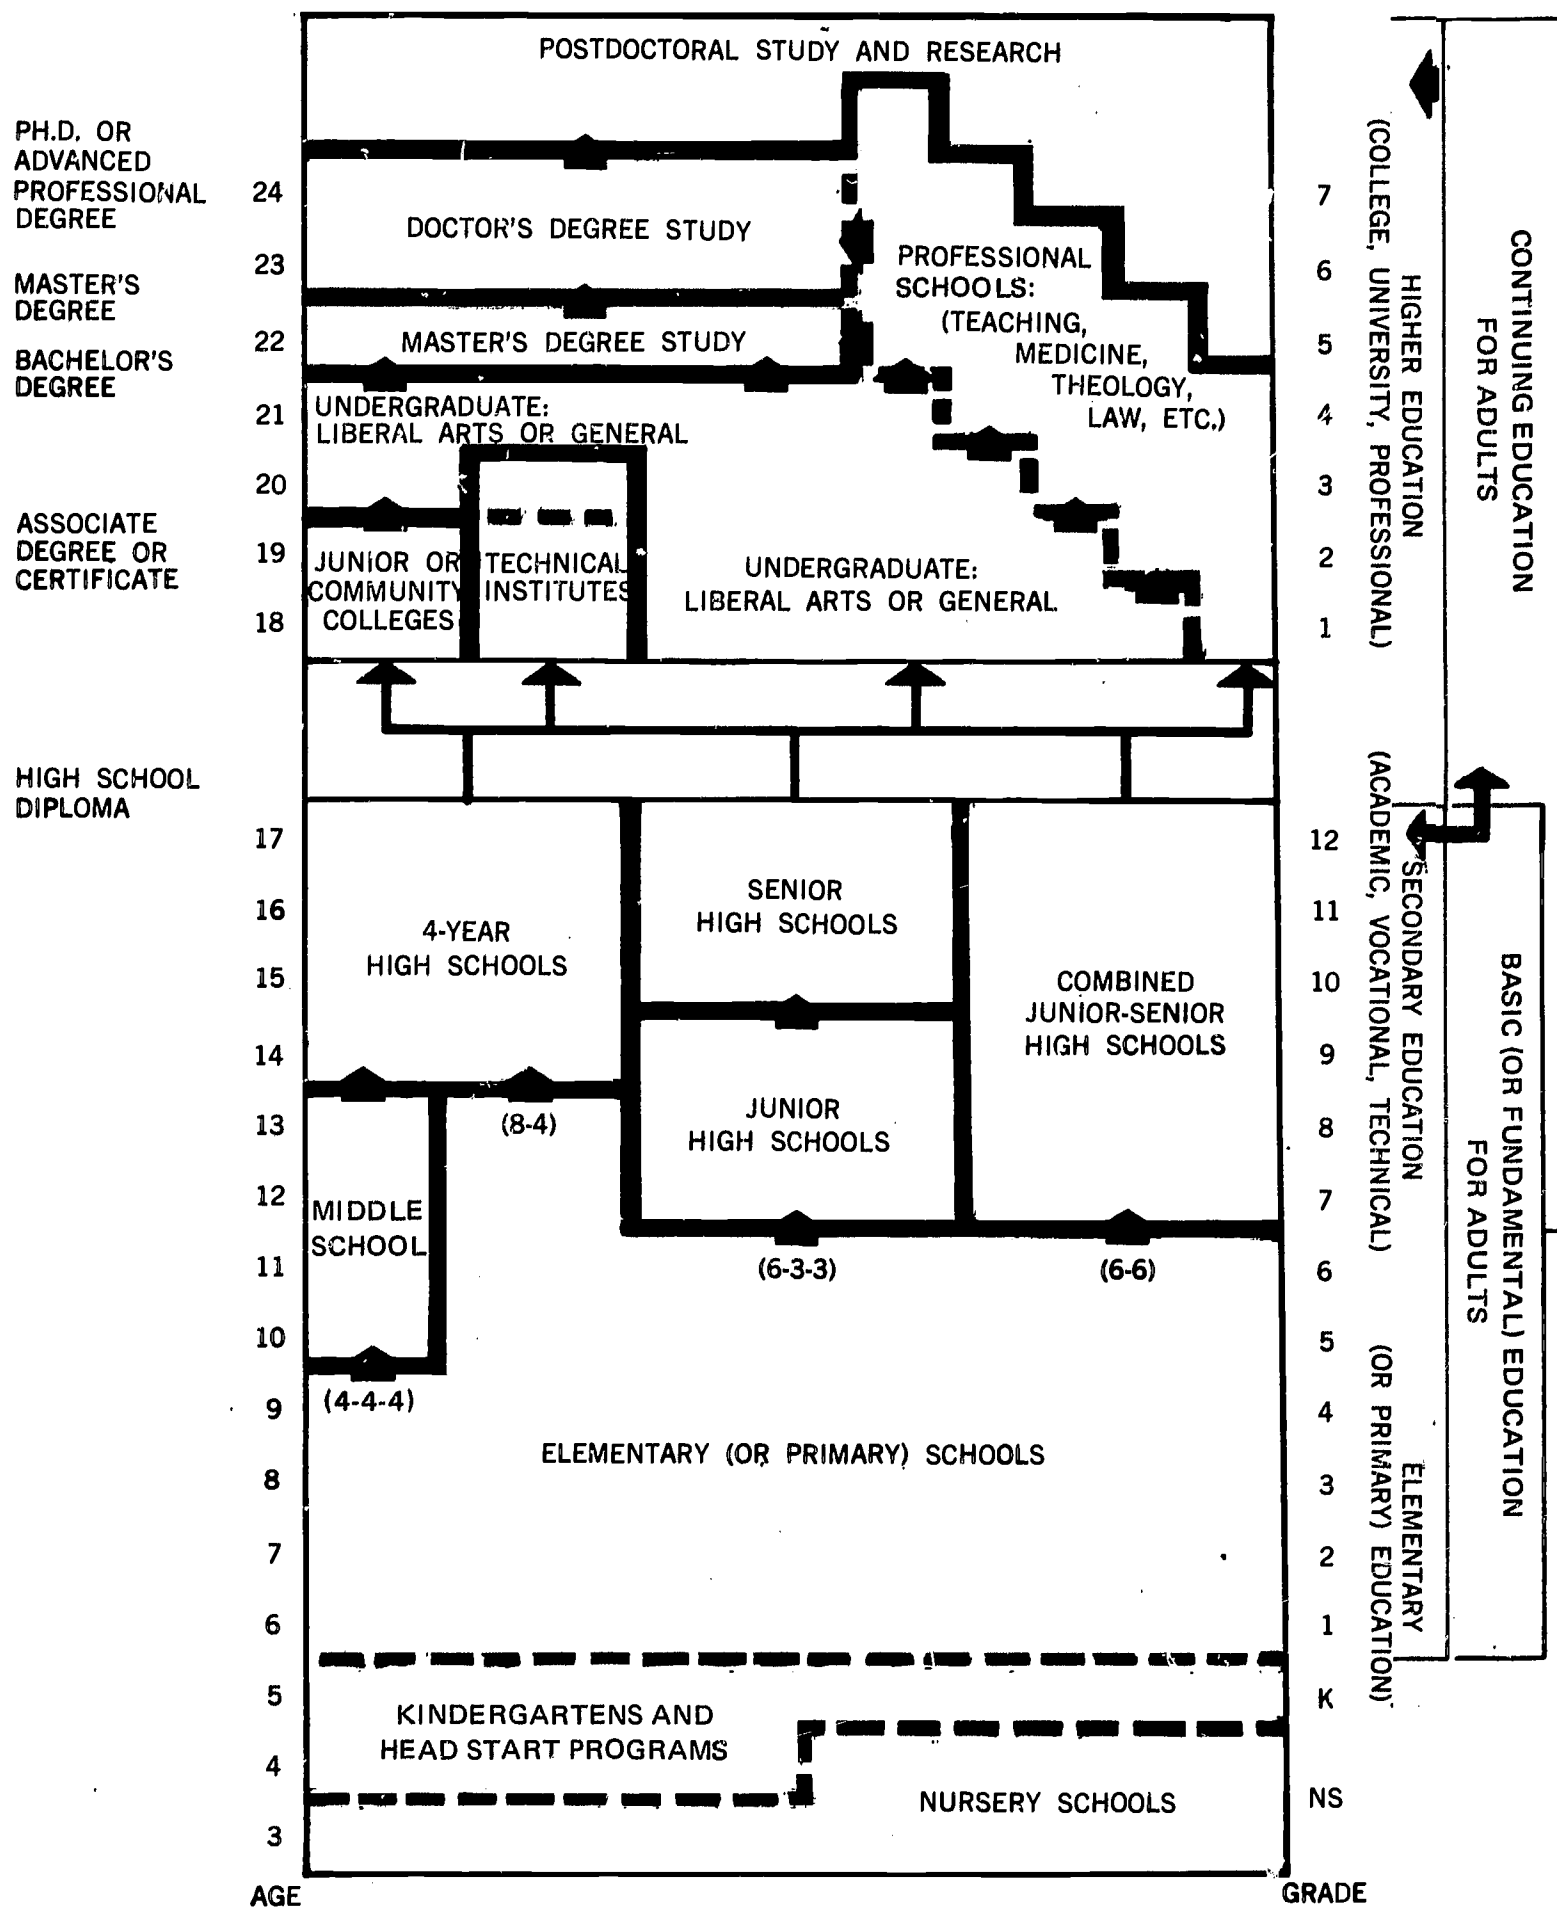 POSTDOCTORAL STUDY AND RESEARCH
PH.D. OR
ADVANCED
PROFESSIONAL
DEGREE
24
7
DOCTOR'S DEGREE STUDY
23
6
PROFESSIONAL
SCHOOLS:
(TEACHING,
MEDICINE,
THEOLOGY,
LAW, ETC.)
MASTER'S
DEGREE
22
MASTER'S DEGREE STUDY
5
BACHELOR'S
DEGREE
21
UNDERGRADUATE:
LIBERAL ARTS OR GENERAL
4
20
3
ASSOCIATE
DEGREE OR
CERTIFICATE
19
2
JUNIOR OR
COMMUNITY
COLLEGES
TECHNICAL
INSTITUTES
UNDERGRADUATE:
LIBERAL ARTS OR GENERAL
18
1
HIGH SCHOOL
DIPLOMA
17
12
16
11
4-YEAR
HIGH SCHOOLS
SENIOR
HIGH SCHOOLS
15
10
COMBINED
JUNIOR-SENIOR
HIGH SCHOOLS
14
9
13
8
(8-4)
JUNIOR
HIGH SCHOOLS
12
7
MIDDLE
SCHOOL
11
6
(6-3-3)
(6-6)
10
5
(4-4-4)
9
4
ELEMENTARY (OR PRIMARY) SCHOOLS
8
3
7
2
6
1
5
K
KINDERGARTENS AND
HEAD START PROGRAMS
4
NURSERY SCHOOLS
NS
3
AGE
GRADE
HIGHER EDUCATION
(COLLEGE, UNIVERSITY, PROFESSIONAL)
SECONDARY EDUCATION
(ACADEMIC, VOCATIONAL, TECHNICAL)
ELEMENTARY
(OR PRIMARY) EDUCATION)
CONTINUING EDUCATION
FOR ADULTS
BASIC (OR FUNDAMENTAL) EDUCATION
FOR ADULTS